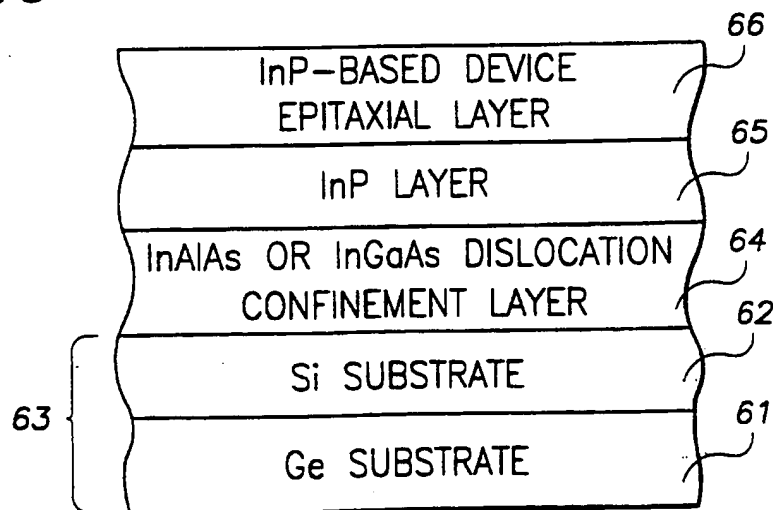 66
InP-BASED DEVICE
EPITAXIAL LAYER
65
InP LAYER
64
InAlAs OR InGaAs DISLOCATION
CONFINEMENT LAYER
62
Si SUBSTRATE
63
61
Ge SUBSTRATE